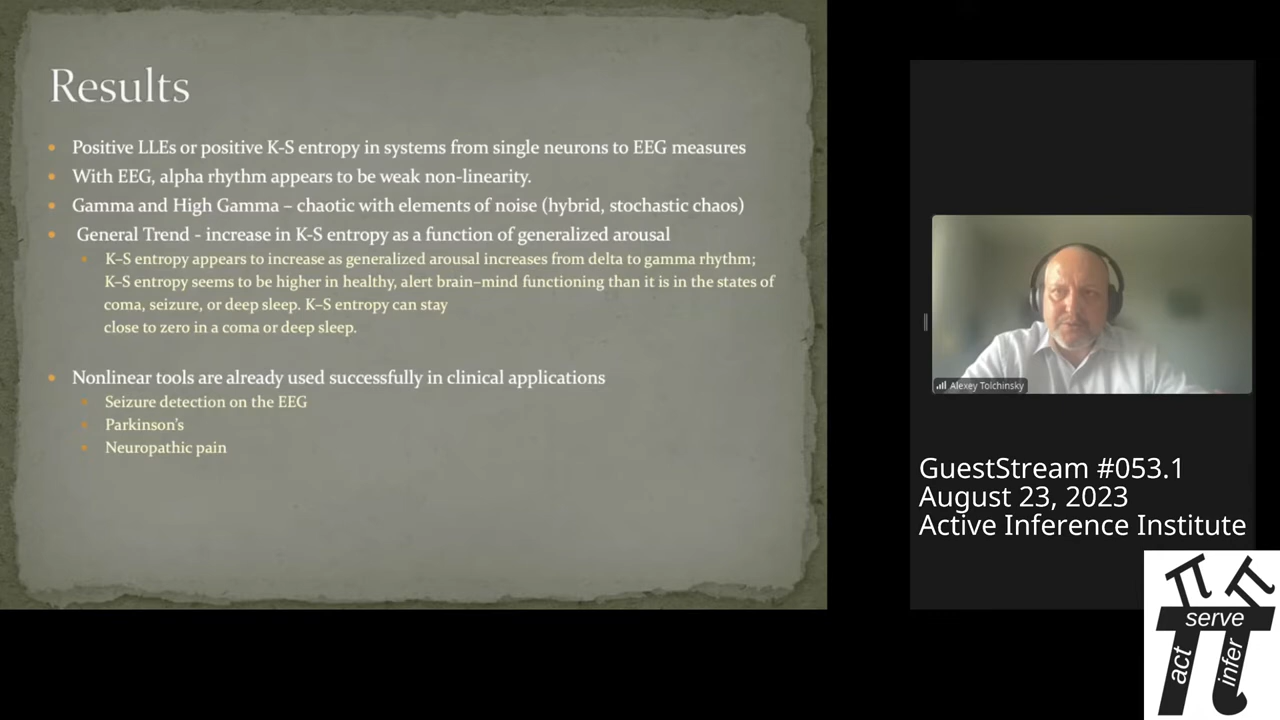 Results
Positive LLEs or positive K-S entropy in systems from single neurons to EEG measures
With EEG, alpha rhythm appears to be weak non-linearity.
Gamma and High Gamma – chaotic with elements of noise (hybrid, stochastic chaos)
General Trend - increase in K-S entropy as a function of generalized arousal
K–S entropy appears to increase as generalized arousal increases from delta to gamma rhythm;
K–S entropy seems to be higher in healthy, alert brain–mind functioning than it is in the states of
coma, seizure, or deep sleep. K–S entropy can stay
close to zero in a coma or deep sleep.
Nonlinear tools are already used successfully in clinical applications
Seizure detection on the EEG
Parkinson's
Neuropathic pain
Alexey Tolchinsky
GuestStream #053.1
August 23, 2023
Active Inference Institute
serve
act
infer